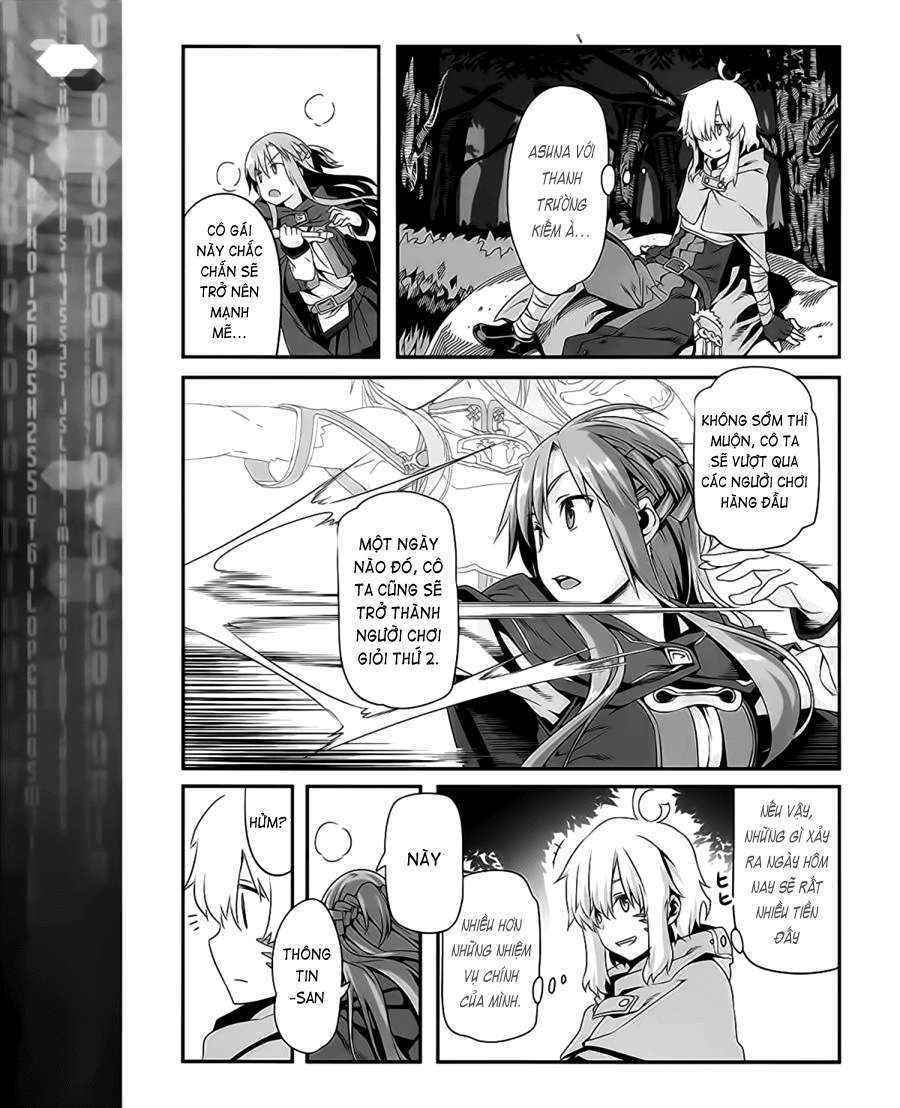 ASUNA VỚI
THANH
TRƯỜNG
KIẾM À...
CÔ GÁI
NÀY CHẮC
CHẮN SẼ
TRỞ NÊN
MẠNH
MẼ...
KHÔNG SỚM THÌ
MUỘN, CÔ TA
SẼ VƯỢT QUA
CÁC NGƯỜI CHƠI
HÀNG ĐẦU
MỘT NGÀY
NÀO ĐÓ, CÔ
TA CŨNG SẼ
TRỞ THÀNH
NGƯỜI CHƠI
GIỎI THỨ 2.
NẾU VẬY,
NHỮNG GÌ XẢY
RA NGÀY HÔM
NAY SẼ RẤT
NHIỀU TIỀN
ĐẤY
NHIỀU HƠN
NHỮNG NHIỆM
VỤ CHÍNH
CỦA MÌNH.
NÀY
THÔNG
TIN
-SAN
HỬM?